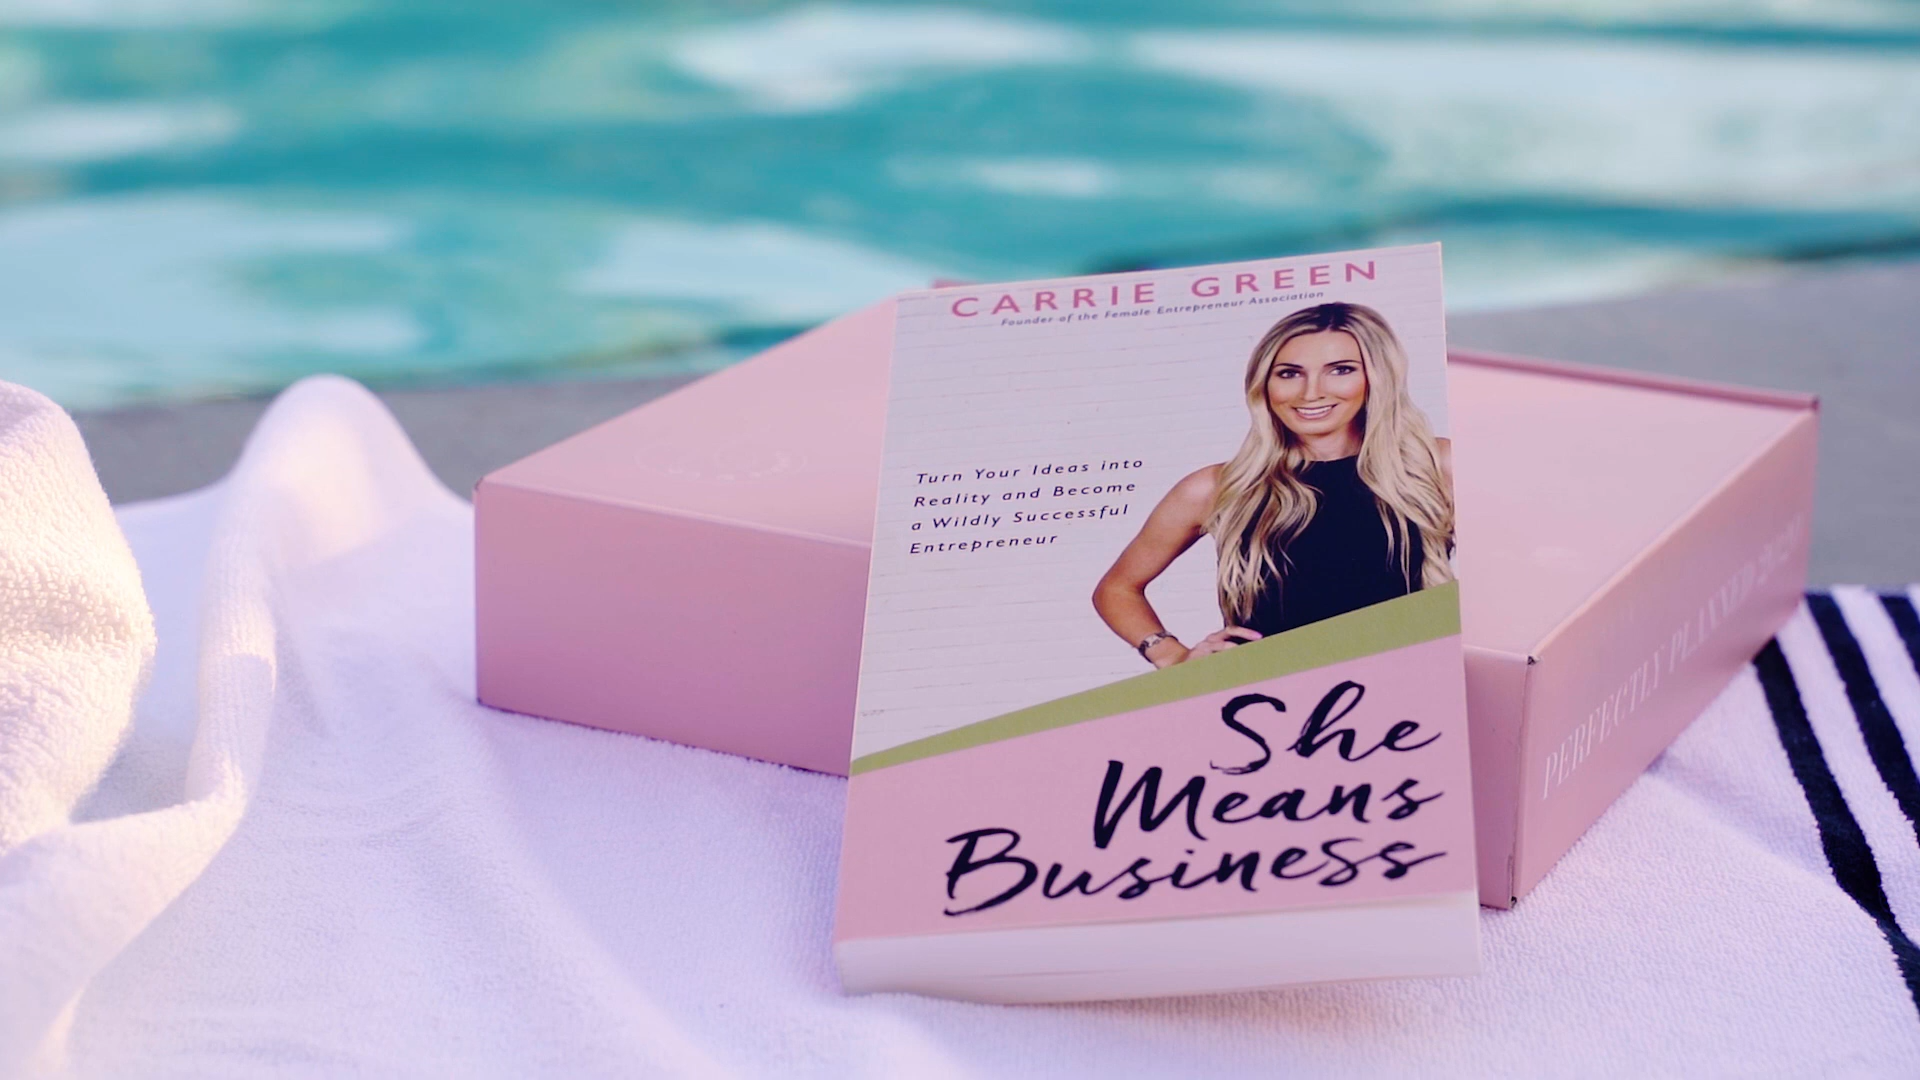 CARRIE GREEN
Founder of the Female Entrepreneur Association
Turn Your Ideas into
Reality and Become
a Wildly Successful
Entrepreneur
She
Means
Business
PERFECTLY PLANNED